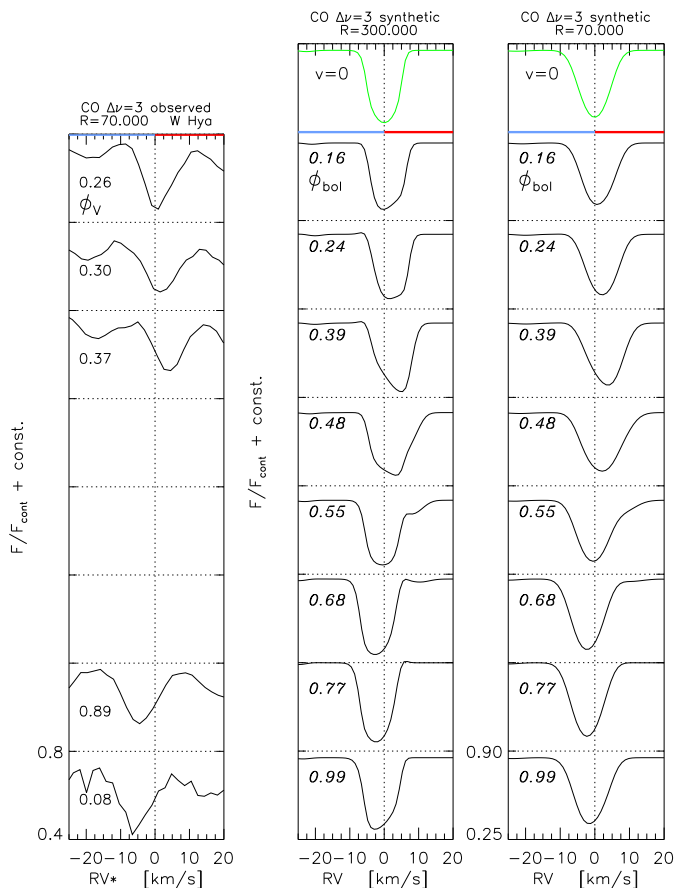 CO Δν=3 observed
R=70.000 W Hya
0.26
ϕV
0.30
0.37
0.89
0.8
0.08
0.4
-20 -10 0 10 20
RV* [km/s]
F/Fcont + const.
CO Δν=3 synthetic
R=300.000
v=0
0.16
ϕbol
0.24
0.39
0.48
0.55
0.68
0.77
0.99
-20 -10 0 10 20
RV [km/s]
F/Fcont + const.
CO Δν=3 synthetic
R=70.000
v=0
0.16
ϕbol
0.24
0.39
0.48
0.55
0.68
0.77
0.90
0.99
0.25
-20 -10 0 10 20
RV [km/s]